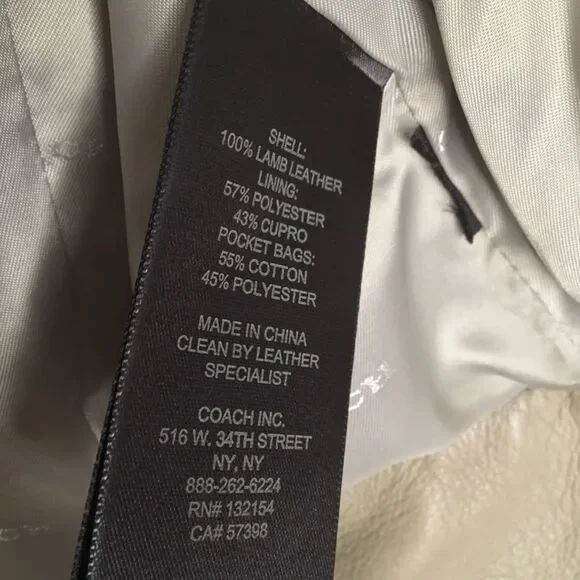 SHELL:
100% LAMB LEATHER
LINING:
57% POLYESTER
43% CUPRO
POCKET BAGS:
55% COTTON
45% POLYESTER
MADE IN CHINA
CLEAN BY LEATHER
SPECIALIST
COACH INC.
516 W. 34TH STREET
NY, NY
888-262-6224
RN# 132154
CA# 57398